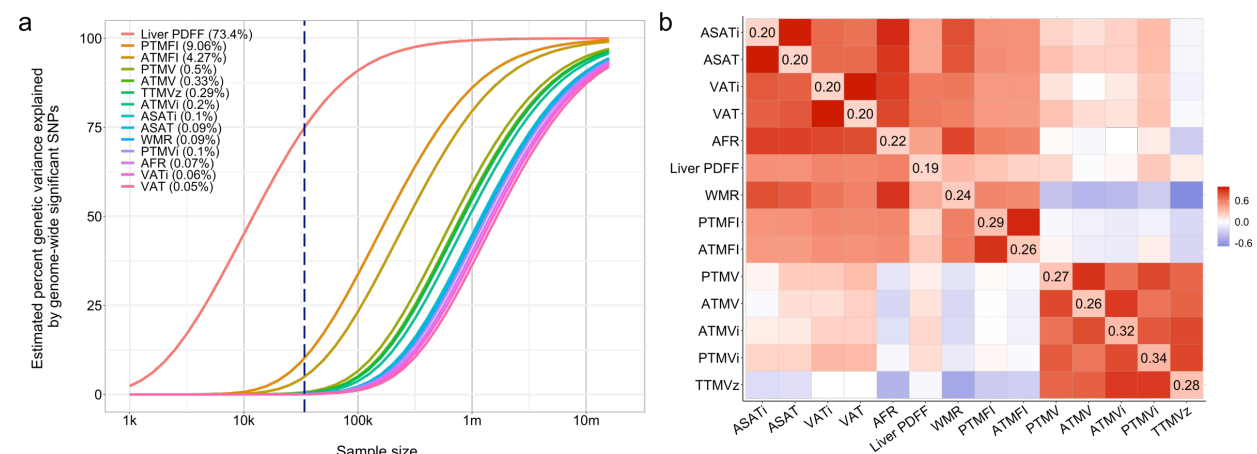 a
Estimated percent genetic variance explained
by genome-wide significant SNPs
100
75
50
25
0
Liver PDFF (73.4%)
PTMFI (9.06%)
ATMFI (4.27%)
PTMV (0.5%)
ATMV (0.33%)
TTMVz (0.29%)
ATMVi (0.2%)
ASATi (0.1%)
ASAT (0.09%)
WMR (0.09%)
PTMVi (0.1%)
AFR (0.07%)
VATi (0.06%)
VAT (0.05%)
1k 10k 100k 1m 10m
Sample size
b
ASATi 0.20
ASAT 0.20
VATi 0.20
VAT 0.20
AFR 0.22
Liver PDFF 0.19
WMR 0.24
PTMFI 0.29
ATMFI 0.26
PTMV 0.27
ATMV 0.26
ATMVi 0.32
PTMVi 0.34
TTMVz 0.28
ASATi ASAT VATi VAT AFR Liver PDFF WMR PTMFI ATMFI PTMV ATMV ATMVi PTMVi TTMVz
0.6
0.0
-0.6